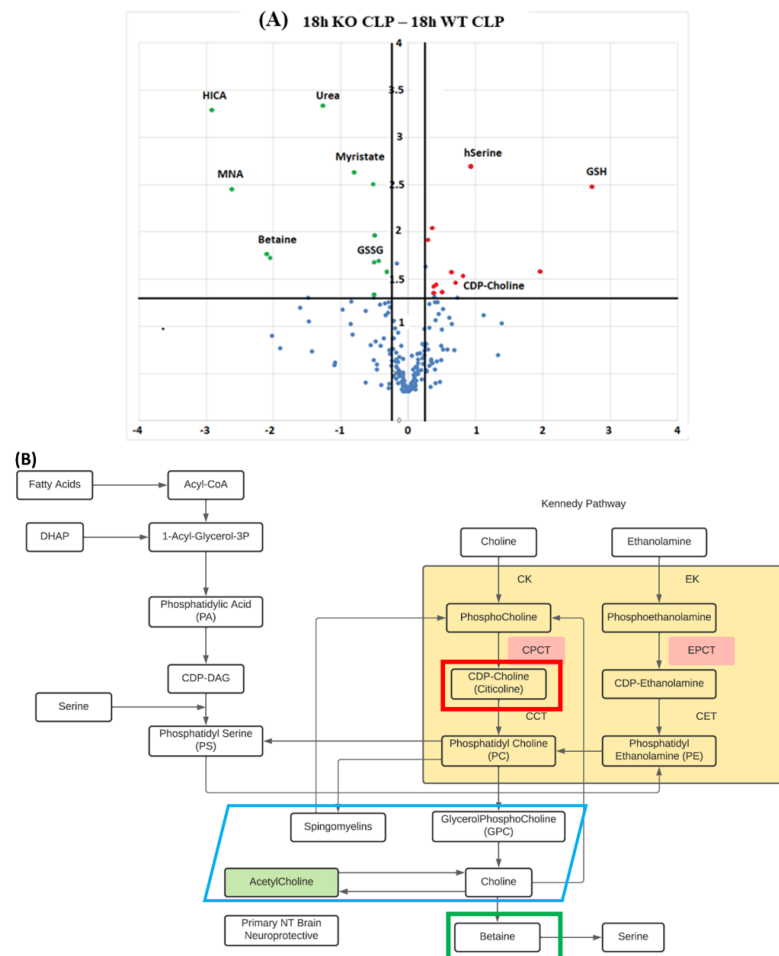 (A) 18h KO CLP – 18h WT CLP
4
3.5
HICA
Urea
3
hSerine
Myristate
MNA
2.5
GSH
2
Betaine
GSSG
1.5
CDP-Choline
1
0
-4 -3 -2 -1 0 1 2 3 4
(B)
Fatty Acids
Acyl-CoA
Kennedy Pathway
DHAP
1-Acyl-Glycerol-3P
Choline
Ethanolamine
CK
EK
Phosphatidylic Acid
(PA)
PhosphoCholine
Phosphoethanolamine
CPCT
EPCT
CDP-DAG
CDP-Choline
(Citicoline)
CDP-Ethanolamine
Serine
CCT
CET
Phosphatidyl Serine
(PS)
Phosphatidyl Choline
(PC)
Phosphatidyl
Ethanolamine (PE)
Spingomyelins
GlycerolPhosphoCholine
(GPC)
AcetylCholine
Choline
Primary NT Brain
Neuroprotective
Betaine
Serine